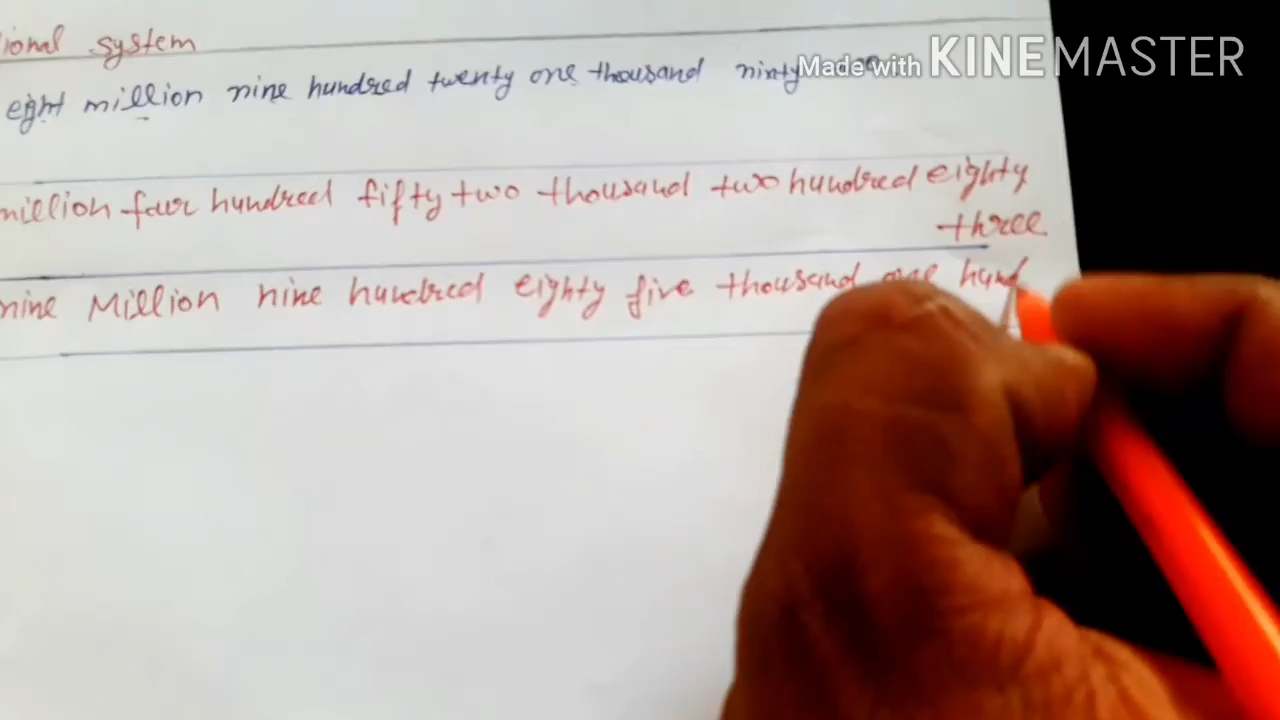 ional system
eight million nine hundred twenty one thousand ninty
Made with KINEMASTER
million four hundred fifty two thousand two hundred eighty
three
nine Million nine hundred eighty five thousand one hund